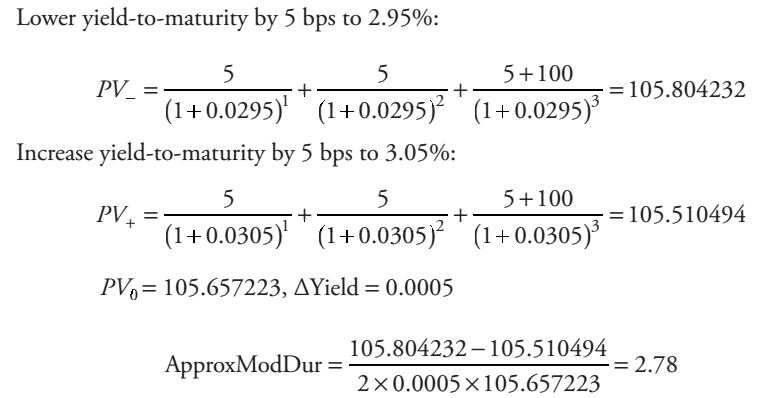 Lower yield-to-maturity by 5 bps to 2.95%:
PV_− = 5/(1+0.0295)^1 + 5/(1+0.0295)^2 + (5+100)/(1+0.0295)^3 = 105.804232
Increase yield-to-maturity by 5 bps to 3.05%:
PV_+ = 5/(1+0.0305)^1 + 5/(1+0.0305)^2 + (5+100)/(1+0.0305)^3 = 105.510494
PV_0 = 105.657223, ΔYield = 0.0005
ApproxModDur = (105.804232−105.510494)/(2×0.0005×105.657223) = 2.78